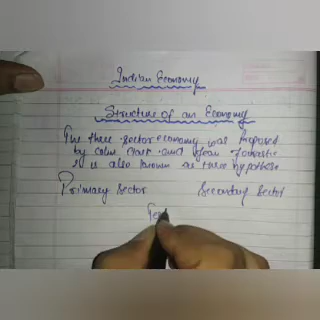 Indian Economy
Structure of an Economy
The three sector economy was proposed
by Colin Clark and Jean Fourastie
It is also known as three hypothesis
Primary Sector Secondary Sector
Ter